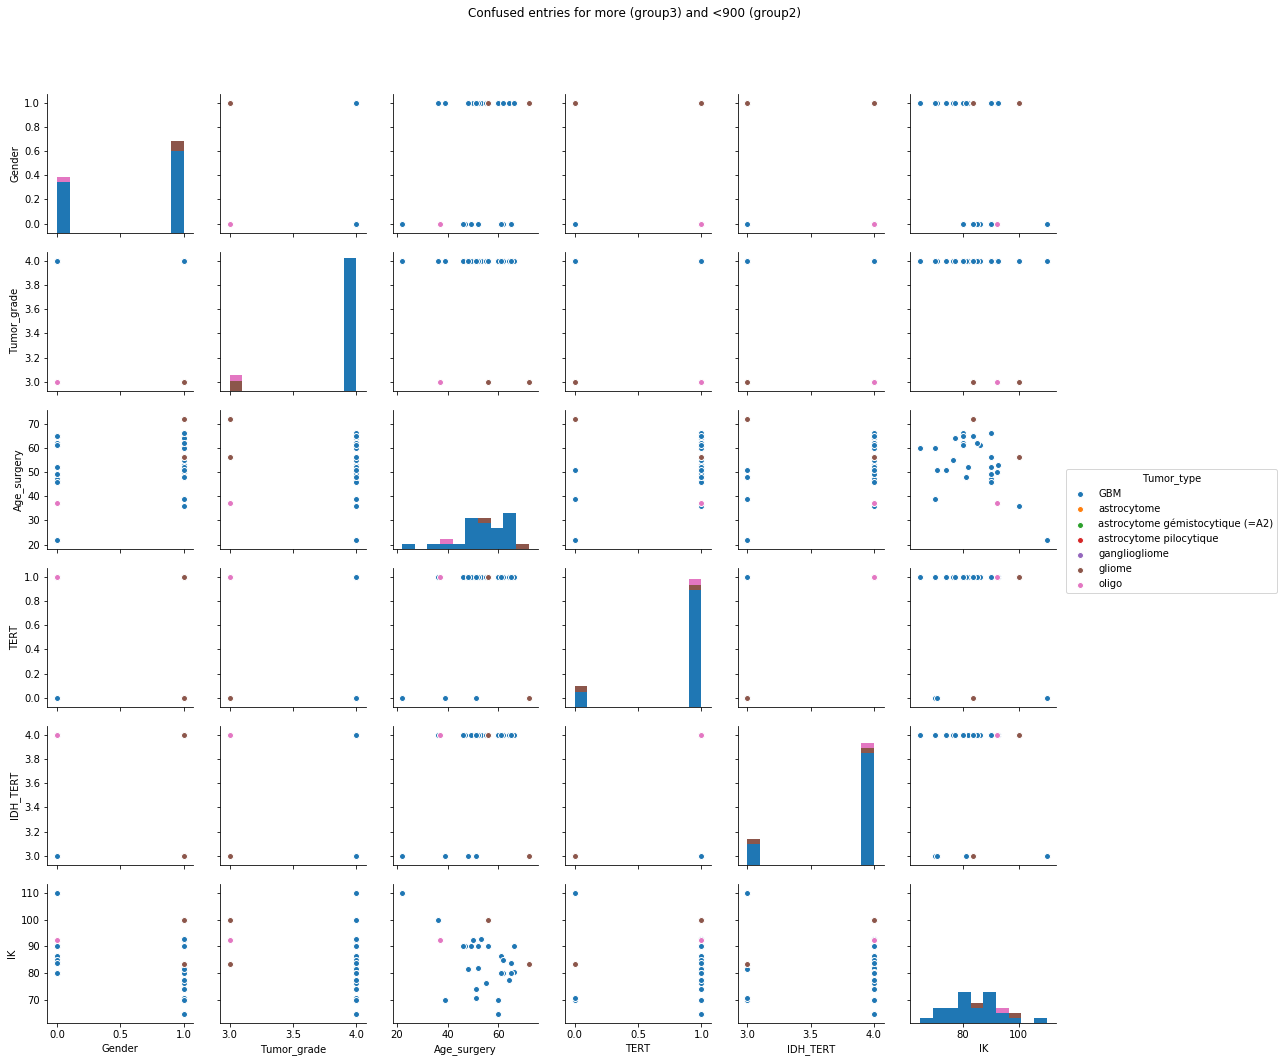 Confused entries for more (group3) and <900 (group2)
1.0
0.8
0.6
0.4
0.2
0.0
Gender
4.0
3.8
3.6
3.4
3.2
3.0
Tumor_grade
70
60
50
40
30
20
Age_surgery
1.0
0.8
0.6
0.4
0.2
0.0
TERT
4.0
3.8
3.6
3.4
3.2
3.0
IDH_TERT
110
100
90
80
70
IK
0.0 0.5 1.0
Gender
3.0 3.5 4.0
Tumor_grade
20 40 60
Age_surgery
0.0 0.5 1.0
TERT
3.0 3.5 4.0
IDH_TERT
80 100
IK
Tumor_type
GBM
astrocytome
astrocytome gémistocytique (=A2)
astrocytome pilocytique
gangliogliome
gliome
oligo